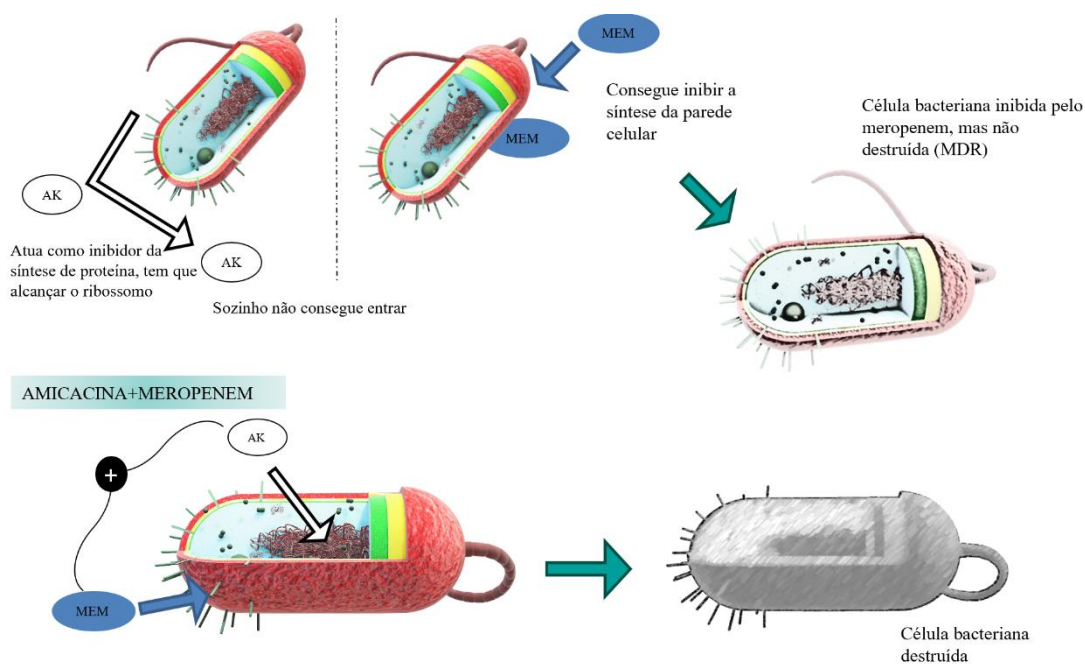 MEM
MEM
Consegue inibir a
síntese da parede
celular
Célula bacteriana inibida pelo
meropenem, mas não
destruída (MDR)
AK
Atua como inibidor da
síntese de proteína, tem que
alcançar o ribossomo
AK
Sozinho não consegue entrar
AMICACINA+MEROPENEM
AK
+
MEM
Célula bacteriana
destruída